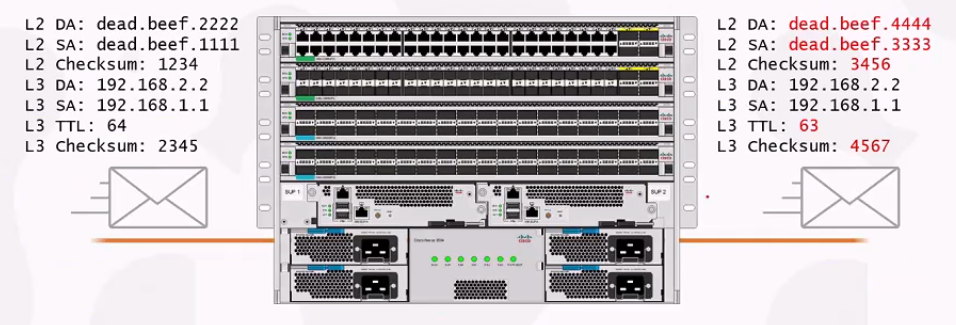 L2 DA: dead.beef.2222
L2 SA: dead.beef.1111
L2 Checksum: 1234
L3 DA: 192.168.2.2
L3 SA: 192.168.1.1
L3 TTL: 64
L3 Checksum: 2345
L2 DA: dead.beef.4444
L2 SA: dead.beef.3333
L2 Checksum: 3456
L3 DA: 192.168.2.2
L3 SA: 192.168.1.1
L3 TTL: 63
L3 Checksum: 4567
SUP 1
SUP 2